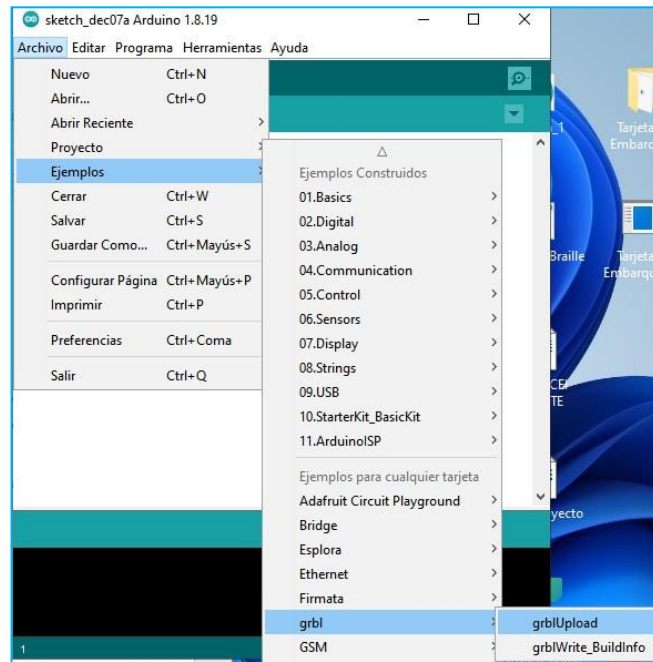 sketch_dec07a Arduino 1.8.19
Archivo Editar Programa Herramientas Ayuda
Nuevo Ctrl+N
Abrir... Ctrl+O
Abrir Reciente
Proyecto
Ejemplos
Cerrar Ctrl+W
Salvar Ctrl+S
Guardar Como... Ctrl+Mayús+S
Configurar Página Ctrl+Mayús+P
Imprimir Ctrl+P
Preferencias Ctrl+Coma
Salir Ctrl+Q
Ejemplos Construidos
01.Basics
02.Digital
03.Analog
04.Communication
05.Control
06.Sensors
07.Display
08.Strings
09.USB
10.StarterKit_BasicKit
11.ArduinoISP
Ejemplos para cualquier tarjeta
Adafruit Circuit Playground
Bridge
Esplora
Ethernet
Firmata
grbl
GSM
grblUpload
grblWrite_BuildInfo
1
_1
Tarjeta
Embarc
Braille
Tarjeta
Embarqu
CEI
TE
yecto